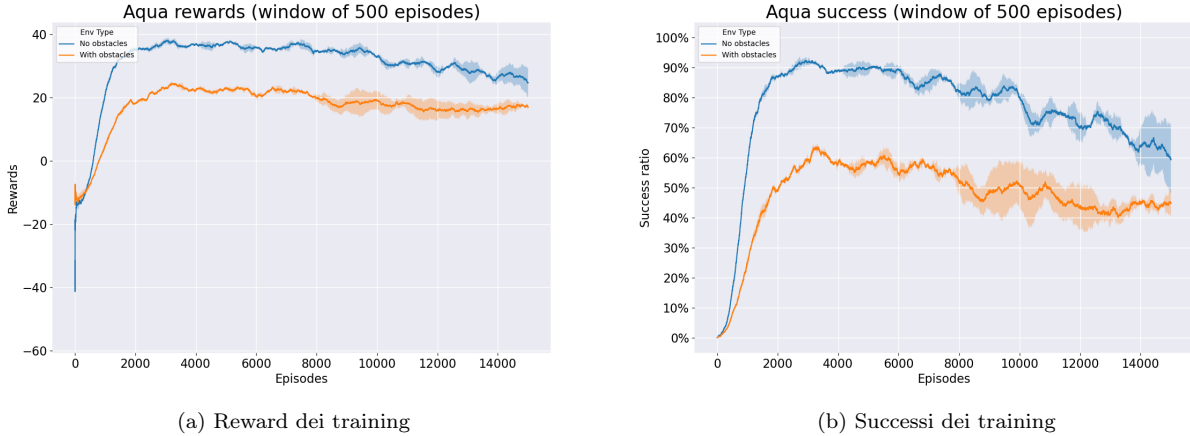 Aqua rewards (window of 500 episodes)
Env Type
No obstacles
With obstacles
40
20
0
−20
−40
−60
Rewards
0 2000 4000 6000 8000 10000 12000 14000
Episodes
(a) Reward dei training
Aqua success (window of 500 episodes)
Env Type
No obstacles
With obstacles
100%
90%
80%
70%
60%
50%
40%
30%
20%
10%
0%
Success ratio
0 2000 4000 6000 8000 10000 12000 14000
Episodes
(b) Successi dei training